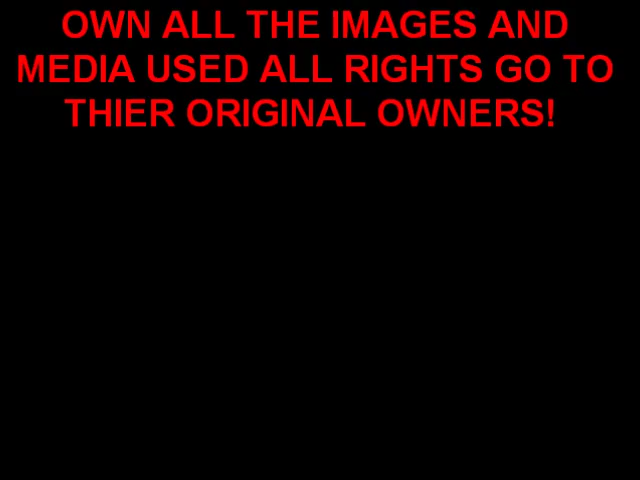 OWN ALL THE IMAGES AND
MEDIA USED ALL RIGHTS GO TO
THIER ORIGINAL OWNERS!